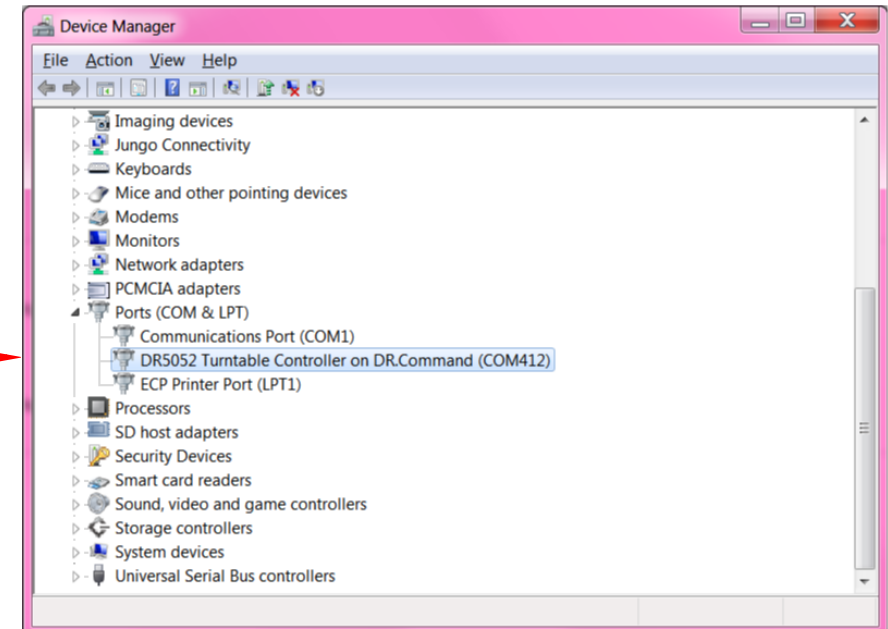 Device Manager
File Action View Help
Imaging devices
Jungo Connectivity
Keyboards
Mice and other pointing devices
Modems
Monitors
Network adapters
PCMCIA adapters
Ports (COM & LPT)
Communications Port (COM1)
DR5052 Turntable Controller on DR.Command (COM412)
ECP Printer Port (LPT1)
Processors
SD host adapters
Security Devices
Smart card readers
Sound, video and game controllers
Storage controllers
System devices
Universal Serial Bus controllers